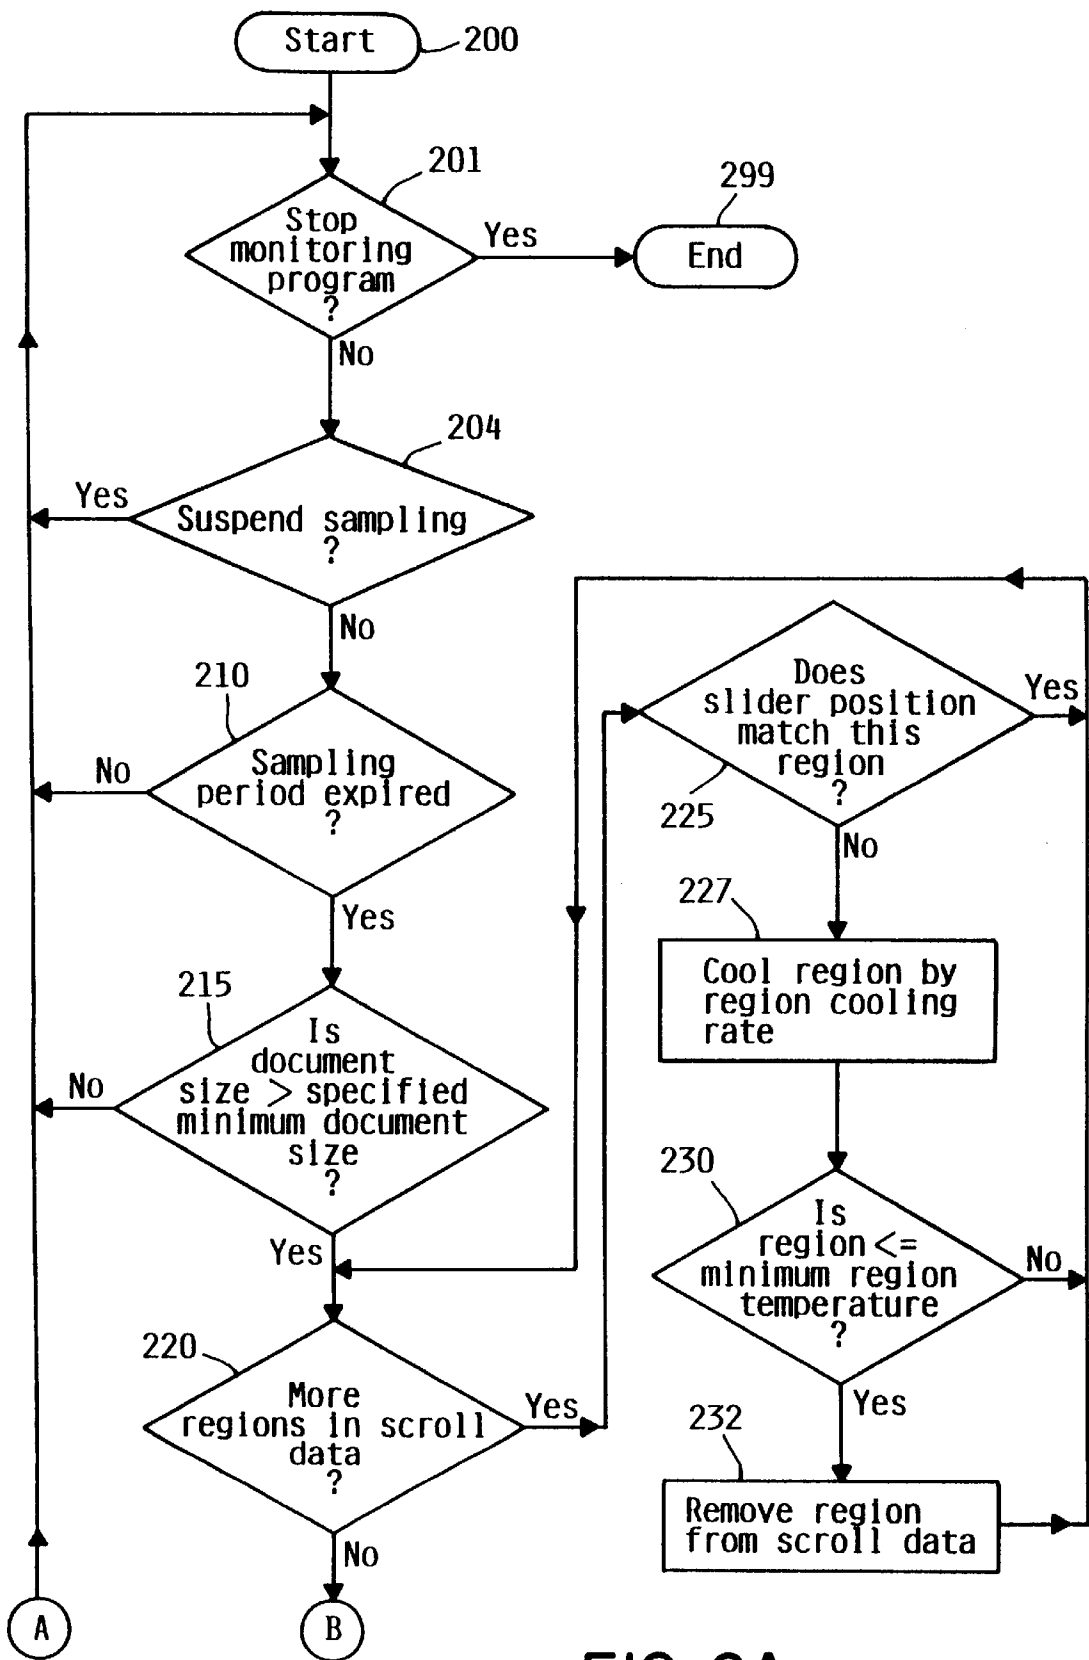 Start
200
201
Stop
monitoring
program
?
Yes
299
End
No
204
Suspend sampling
?
Yes
No
210
Sampling
period expired
?
No
Yes
215
Is
document
size > specified
minimum document
size
?
No
Yes
220
More
regions in scroll
data
?
Yes
No
A
B
Does
slider position
match this
region
?
225
Yes
No
227
Cool region by
region cooling
rate
230
Is
region <=
minimum region
temperature
?
No
Yes
232
Remove region
from scroll data